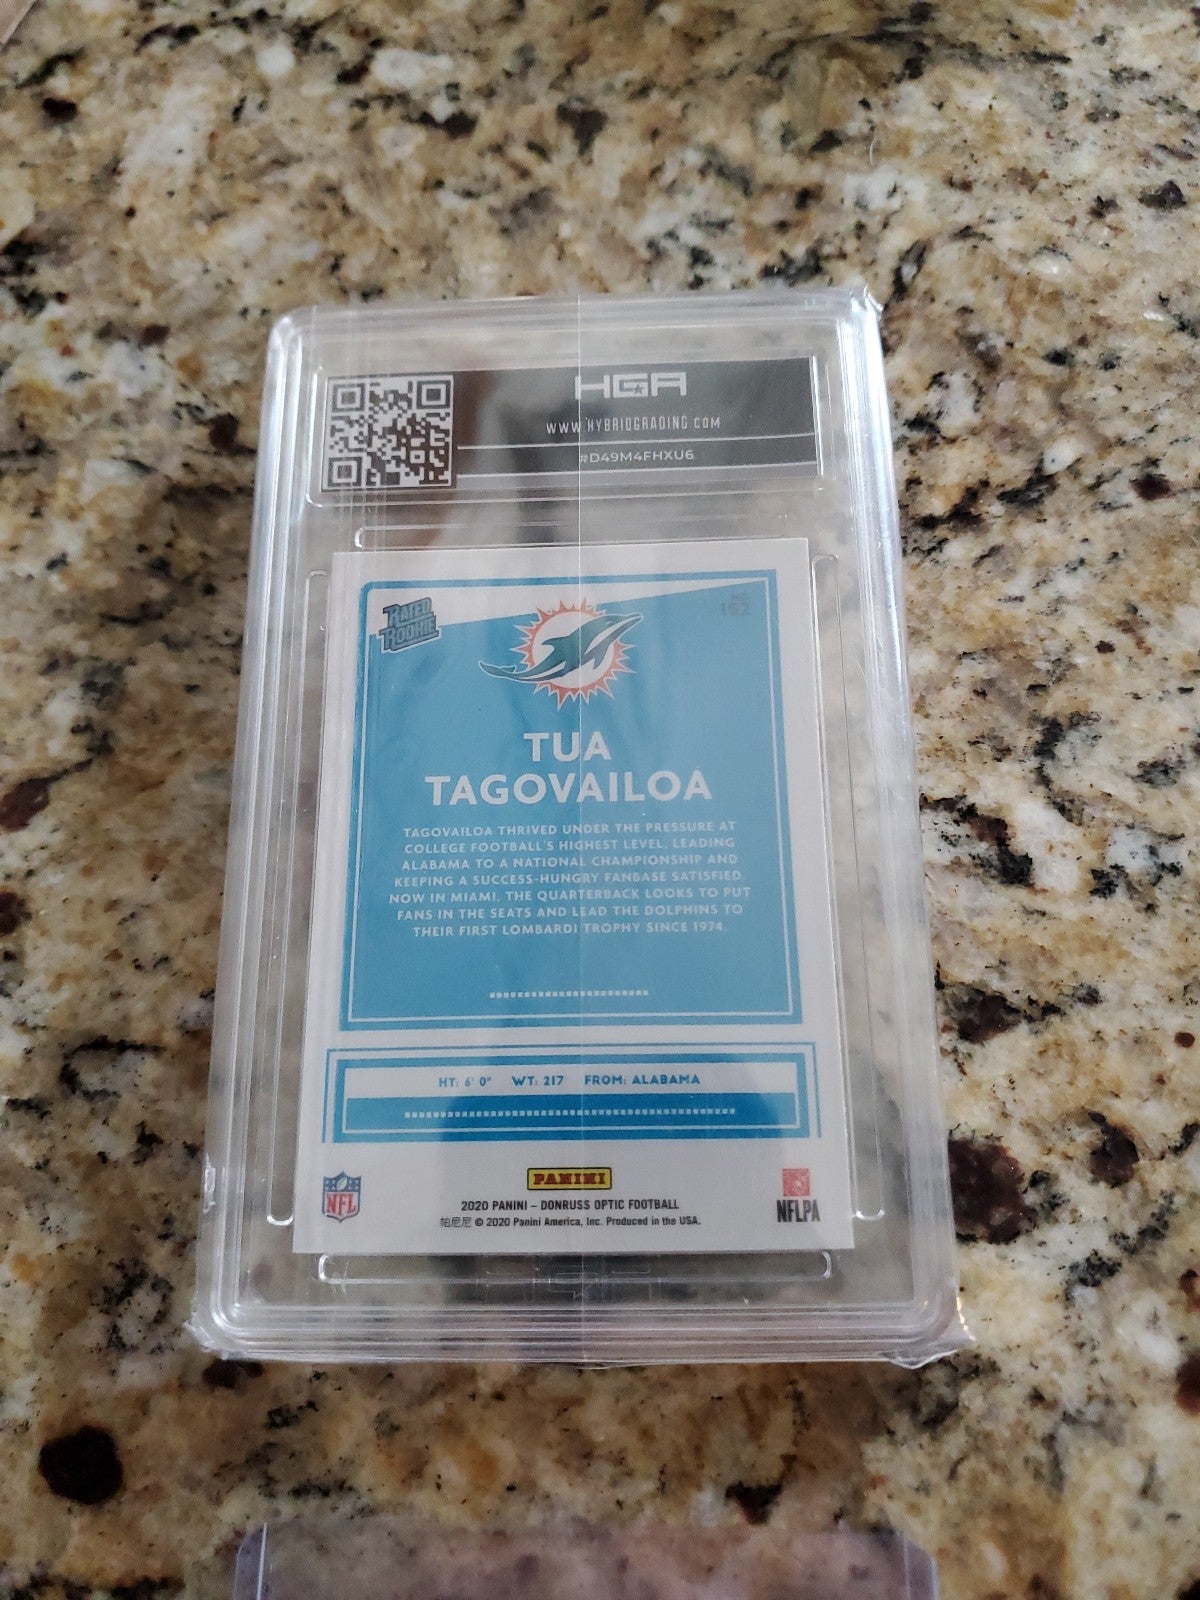 HGA
WWW.HYBRIDGRADING.COM
#D49M4FHXU6
RATED
ROOKIE
NO.
152
TUA
TAGOVAILOA
TAGOVAILOA THRIVED UNDER THE PRESSURE AT
COLLEGE FOOTBALL'S HIGHEST LEVEL, LEADING
ALABAMA TO A NATIONAL CHAMPIONSHIP AND
KEEPING A SUCCESS-HUNGRY FANBASE SATISFIED.
NOW IN MIAMI, THE QUARTERBACK LOOKS TO PUT
FANS IN THE SEATS AND LEAD THE DOLPHINS TO
THEIR FIRST LOMBARDI TROPHY SINCE 1974.
HT: 6' 0" WT: 217 FROM: ALABAMA
NFL
PANINI
2020 PANINI – DONRUSS OPTIC FOOTBALL
帕尼尼 © 2020 Panini America, Inc. Produced in the USA.
NFLPA